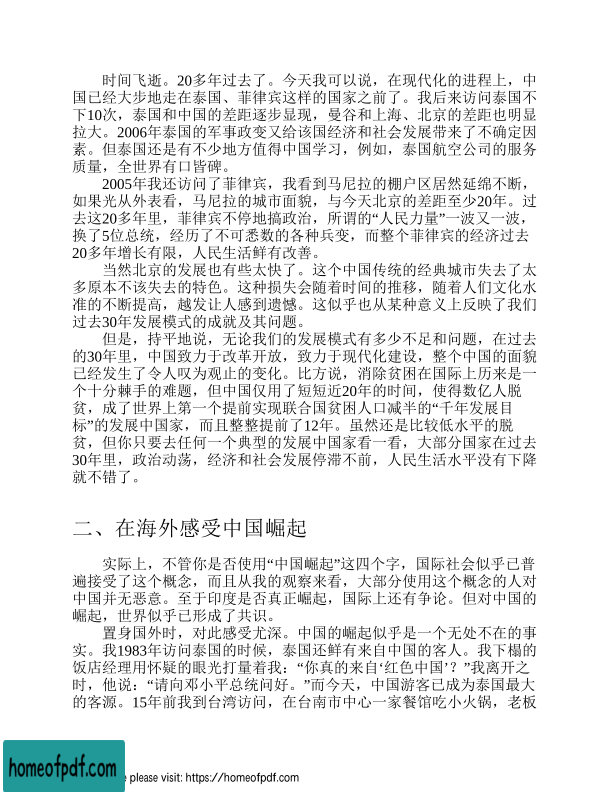 时间飞逝。20多年过去了。今天我可以说，在现代化的进程上，中
国已经大步地走在泰国、菲律宾这样的国家之前了。我后来访问泰国不
下10次，泰国和中国的差距逐步显现，曼谷和上海、北京的差距也明显
拉大。2006年泰国的军事政变又给该国经济和社会发展带来了不确定因
素。但泰国还是有不少地方值得中国学习，例如，泰国航空公司的服务
质量，全世界有口皆碑。
2005年我还访问了菲律宾，我看到马尼拉的棚户区居然延绵不断，
如果光从外表看，马尼拉的城市面貌，与今天北京的差距至少20年。过
去这20多年里，菲律宾不停地搞政治，所谓的“人民力量”一波又一波，
换了5位总统，经历了不可悉数的各种兵变，而整个菲律宾的经济过去
20多年增长有限，人民生活鲜有改善。
当然北京的发展也有些太快了。这个中国传统的经典城市失去了太
多原本不该失去的特色。这种损失会随着时间的推移，随着人们文化水
准的不断提高，越发让人感到遗憾。这似乎也从某种意义上反映了我们
过去30年发展模式的成就及其问题。
但是，持平地说，无论我们的发展模式有多少不足和问题，在过去
的30年里，中国致力于改革开放，致力于现代化建设，整个中国的面貌
已经发生了令人叹为观止的变化。比方说，消除贫困在国际上历来是一
个十分棘手的难题，但中国仅用了短短近20年的时间，使得数亿人脱
贫，成了世界上第一个提前实现联合国贫困人口减半的“千年发展目
标”的发展中国家，而且整整提前了12年。虽然还是比较低水平的脱
贫，但你只要去任何一个典型的发展中国家看一看，大部分国家在过去
30年里，政治动荡，经济和社会发展停滞不前，人民生活水平没有下降
就不错了。
二、在海外感受中国崛起
实际上，不管你是否使用“中国崛起”这四个字，国际社会似乎已普
遍接受了这个概念，而且从我的观察来看，大部分使用这个概念的人对
中国并无恶意。至于印度是否真正崛起，国际上还有争论。但对中国的
崛起，世界似乎已形成了共识。
置身国外时，对此感受尤深。中国的崛起似乎是一个无处不在的事
实。我1983年访问泰国的时候，泰国还鲜有来自中国的客人。我下榻的
饭店经理用怀疑的眼光打量着我：“你真的来自‘红色中国’？”我离开之
时，他说：“请向邓小平总统问好。”而今天，中国游客已成为泰国最大
的客源。15年前我到台湾访问，在台南市中心一家餐馆吃小火锅，老板
homeofpdf.com
e please visit: https://homeofpdf.com